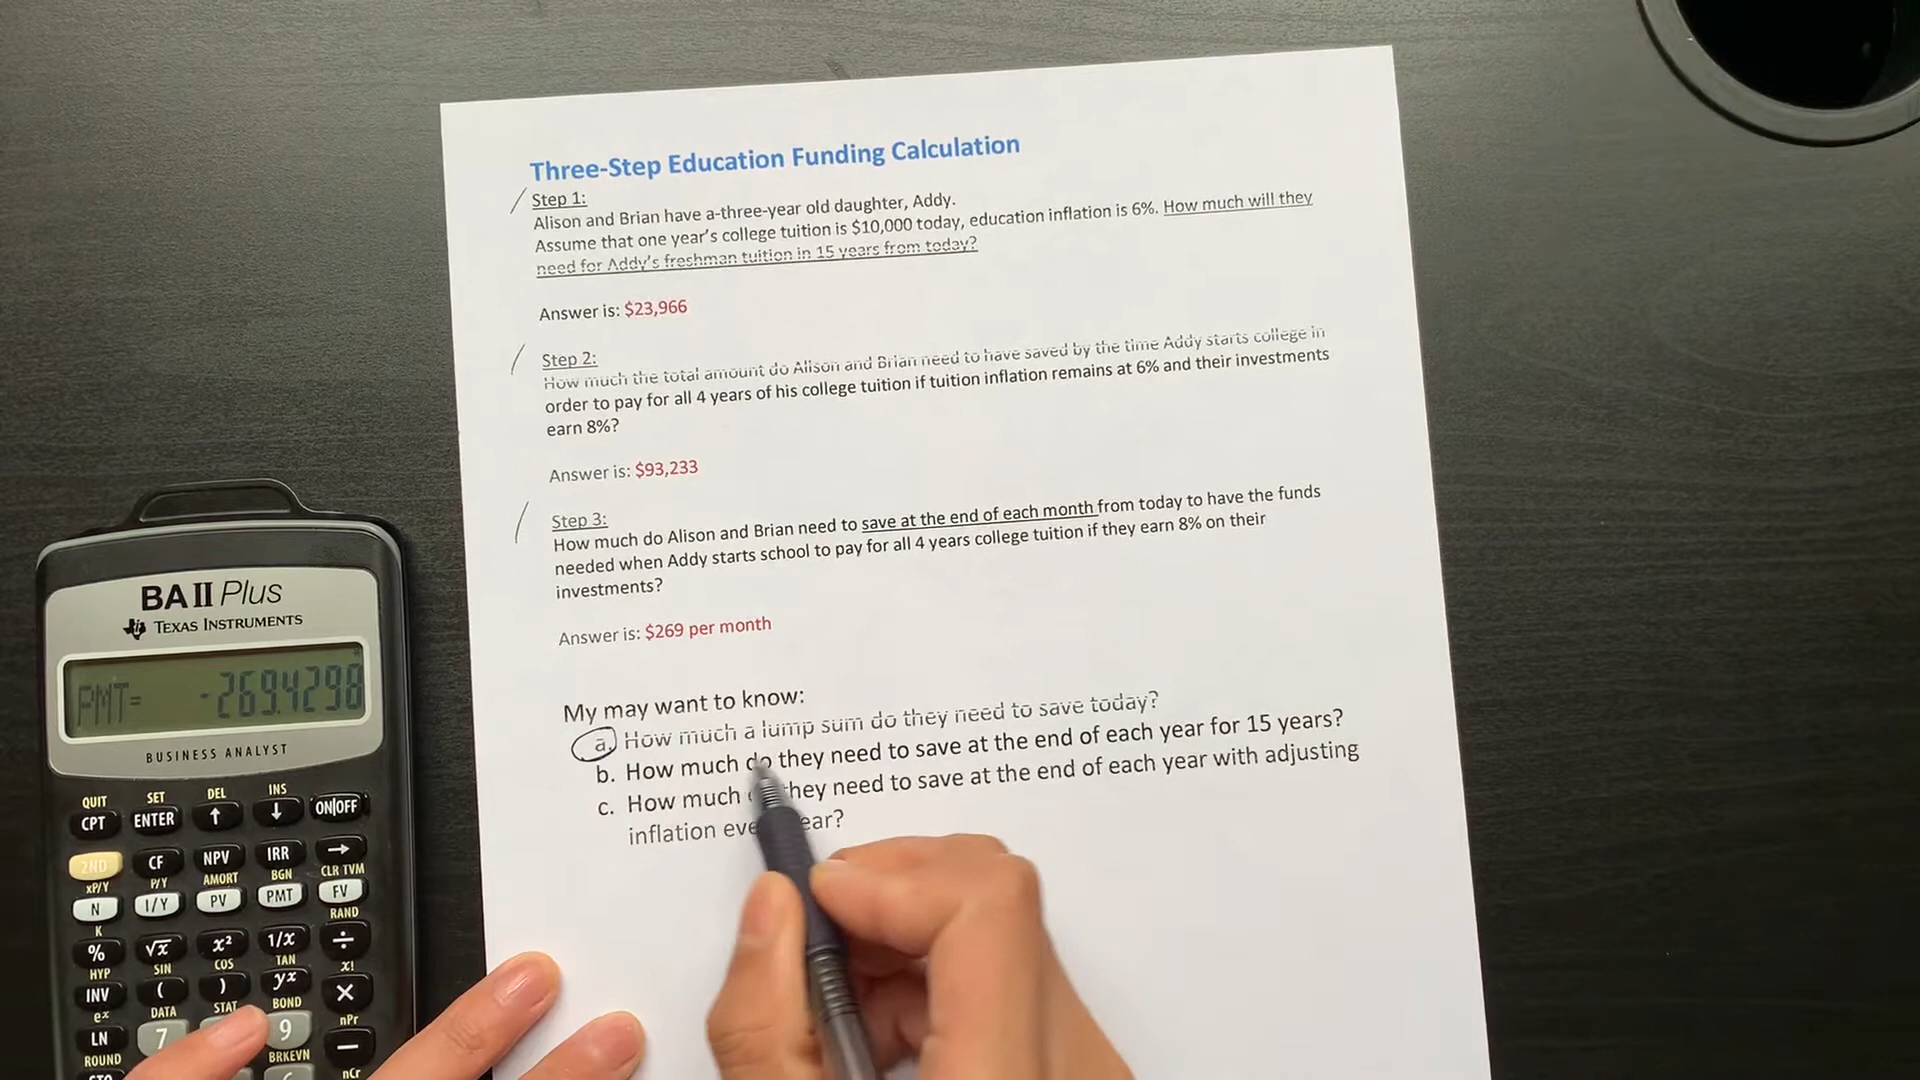 Three-Step Education Funding Calculation
Step 1:
Alison and Brian have a-three-year old daughter, Addy.
Assume that one year's college tuition is $10,000 today, education inflation is 6%. How much will they
need for Addy's freshman tuition in 15 years from today?
Answer is: $23,966
Step 2:
How much the total amount do Alison and Brian need to have saved by the time Addy starts college in
order to pay for all 4 years of his college tuition if tuition inflation remains at 6% and their investments
earn 8%?
Answer is: $93,233
Step 3:
How much do Alison and Brian need to save at the end of each month from today to have the funds
needed when Addy starts school to pay for all 4 years college tuition if they earn 8% on their
investments?
Answer is: $269 per month
My may want to know:
a. How much a lump sum do they need to save today?
b. How much do they need to save at the end of each year for 15 years?
c. How much they need to save at the end of each year with adjusting
inflation
BA II Plus
TEXAS INSTRUMENTS
PMT= -269.4298
BUSINESS ANALYST
QUIT SET DEL INS
CPT ENTER ↑ ↓ ON|OFF
2ND CF NPV IRR →
xP/Y P/Y AMORT BGN CLR TVM
N I/Y PV PMT FV
K RAND
% √x x² 1/x ÷
HYP SIN COS TAN x!
INV ( ) yˣ ×
eˣ DATA STAT BOND nPr
LN 7 9 −
ROUND BRKEVN nCr